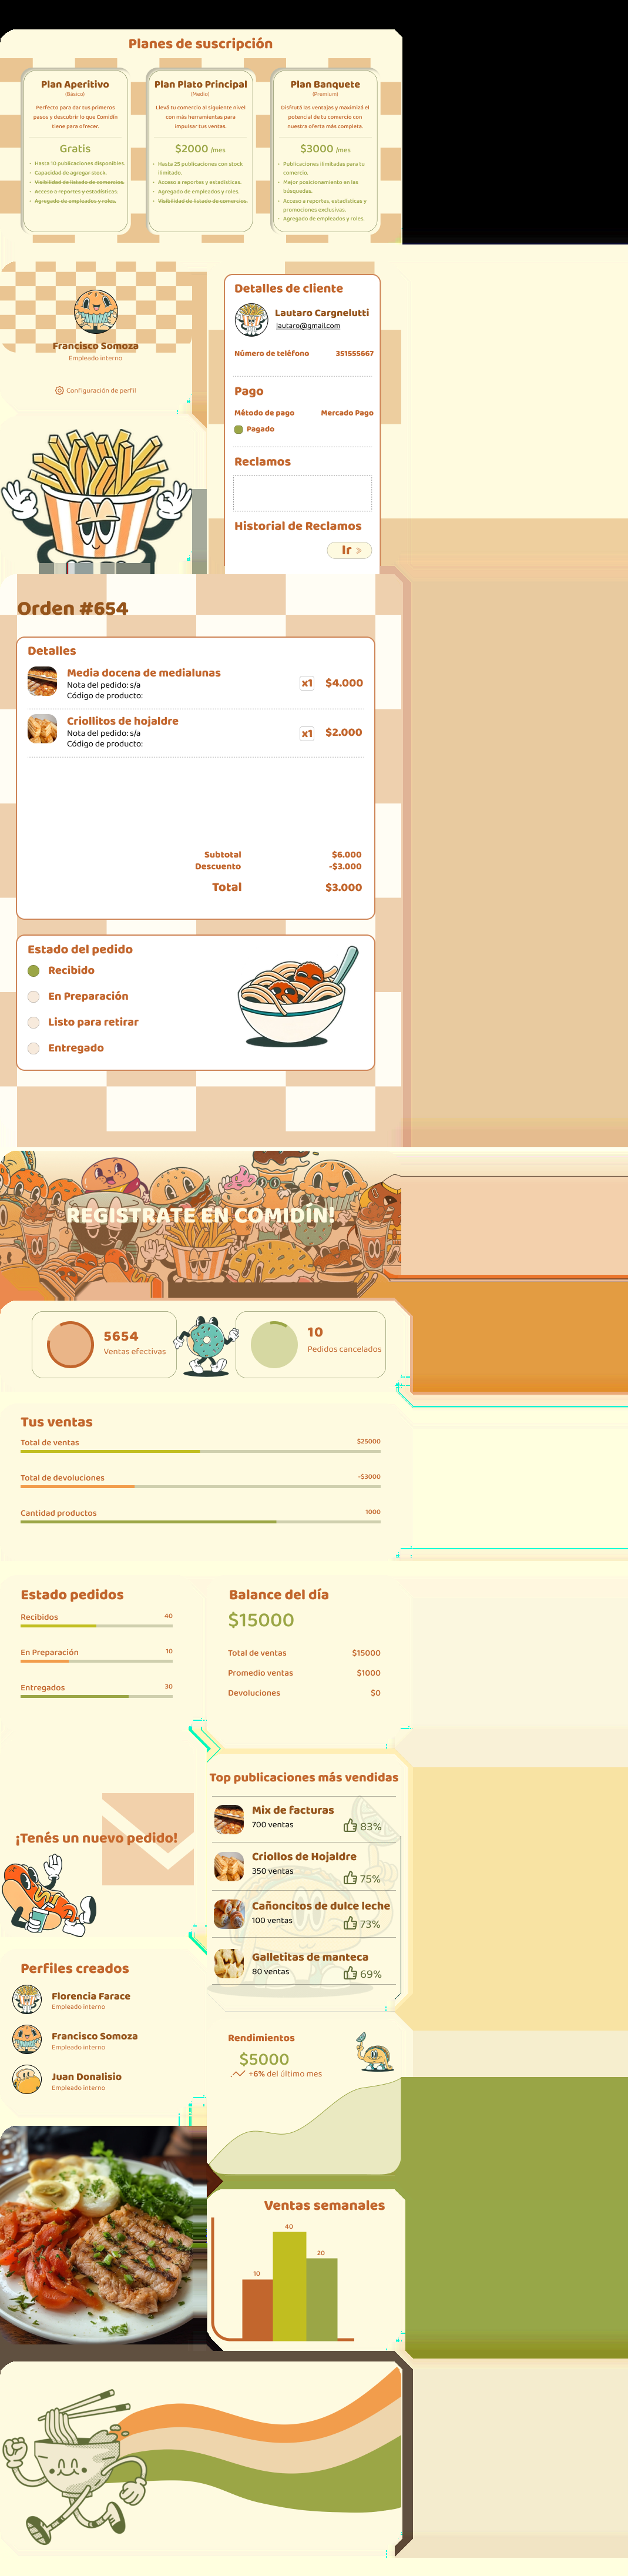 Planes de suscripción
Plan Aperitivo
(Básico)
Perfecto para dar tus primeros
pasos y descubrir lo que Comidín
tiene para ofrecer.
Gratis
• Hasta 10 publicaciones disponibles.
• Capacidad de agregar stock.
• Visibilidad de listado de comercios.
• Acceso a reportes y estadísticas.
• Agregado de empleados y roles.
Plan Plato Principal
(Medio)
Llevá tu comercio al siguiente nivel
con más herramientas para
impulsar tus ventas.
$2000 /mes
• Hasta 25 publicaciones con stock
ilimitado.
• Acceso a reportes y estadísticas.
• Agregado de empleados y roles.
• Visibilidad de listado de comercios.
Plan Banquete
(Premium)
Disfrutá las ventajas y maximizá el
potencial de tu comercio con
nuestra oferta más completa.
$3000 /mes
• Publicaciones ilimitadas para tu
comercio.
• Mejor posicionamiento en las
búsquedas.
• Acceso a reportes, estadísticas y
promociones exclusivas.
• Agregado de empleados y roles.
Francisco Somoza
Empleado interno
Configuración de perfil
Detalles de cliente
Lautaro Cargnelutti
lautaro@gmail.com
Número de teléfono 351555667
Pago
Método de pago Mercado Pago
Pagado
Reclamos
Historial de Reclamos
Ir »
Orden #654
Detalles
Media docena de medialunas
Nota del pedido: s/a
Código de producto:
x1 $4.000
Criollitos de hojaldre
Nota del pedido: s/a
Código de producto:
x1 $2.000
Subtotal $6.000
Descuento -$3.000
Total $3.000
Estado del pedido
Recibido
En Preparación
Listo para retirar
Entregado
REGISTRATE EN COMIDÍN!
5654
Ventas efectivas
10
Pedidos cancelados
Tus ventas
Total de ventas $25000
Total de devoluciones -$3000
Cantidad productos 1000
Estado pedidos
Recibidos 40
En Preparación 10
Entregados 30
Balance del día
$15000
Total de ventas $15000
Promedio ventas $1000
Devoluciones $0
¡Tenés un nuevo pedido!
Top publicaciones más vendidas
Mix de facturas
700 ventas
83%
Criollos de Hojaldre
350 ventas
75%
Cañoncitos de dulce leche
100 ventas
73%
Galletitas de manteca
80 ventas
69%
Perfiles creados
Florencia Farace
Empleado interno
Francisco Somoza
Empleado interno
Juan Donalisio
Empleado interno
Rendimientos
$5000
+6% del último mes
Ventas semanales
10
40
20